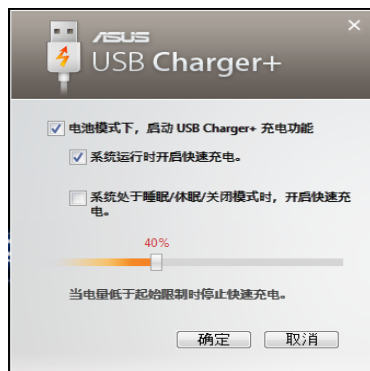 ASUS
USB Charger+
电池模式下，启动 USB Charger+ 充电功能
系统运行时开启快速充电。
系统处于睡眠/休眠/关闭模式时，开启快速充
电。
40%
当电量低于起始限制时停止快速充电。
确定 取消